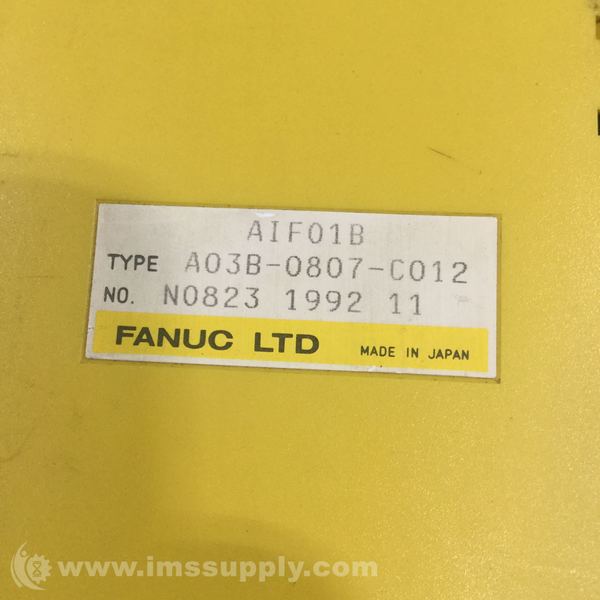 AIF01B
TYPE A03B-0807-C012
NO. N0823 1992 11
FANUC LTD MADE IN JAPAN
www.imssupply.com